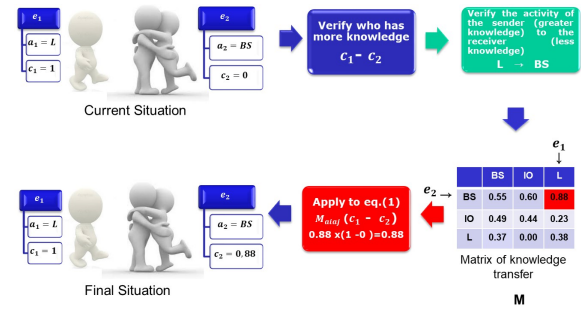 e₁
a₁ = L
c₁ = 1
e₂
a₂ = BS
c₂ = 0
Current Situation
Verify who has
more knowledge
c₁- c₂
Verify the activity of
the sender (greater
knowledge) to the
receiver (less
knowledge)
L → BS
e₁
↓
BS IO L
e₂ → BS 0.55 0.60 0.88
IO 0.49 0.44 0.23
L 0.37 0.00 0.38
Matrix of knowledge
transfer
M
Apply to eq.(1)
Mₐᵢₐⱼ (c₁ - c₂)
0.88 x(1 -0 )=0.88
e₁
a₁ = L
c₁ = 1
e₂
a₂ = BS
c₂ = 0,88
Final Situation